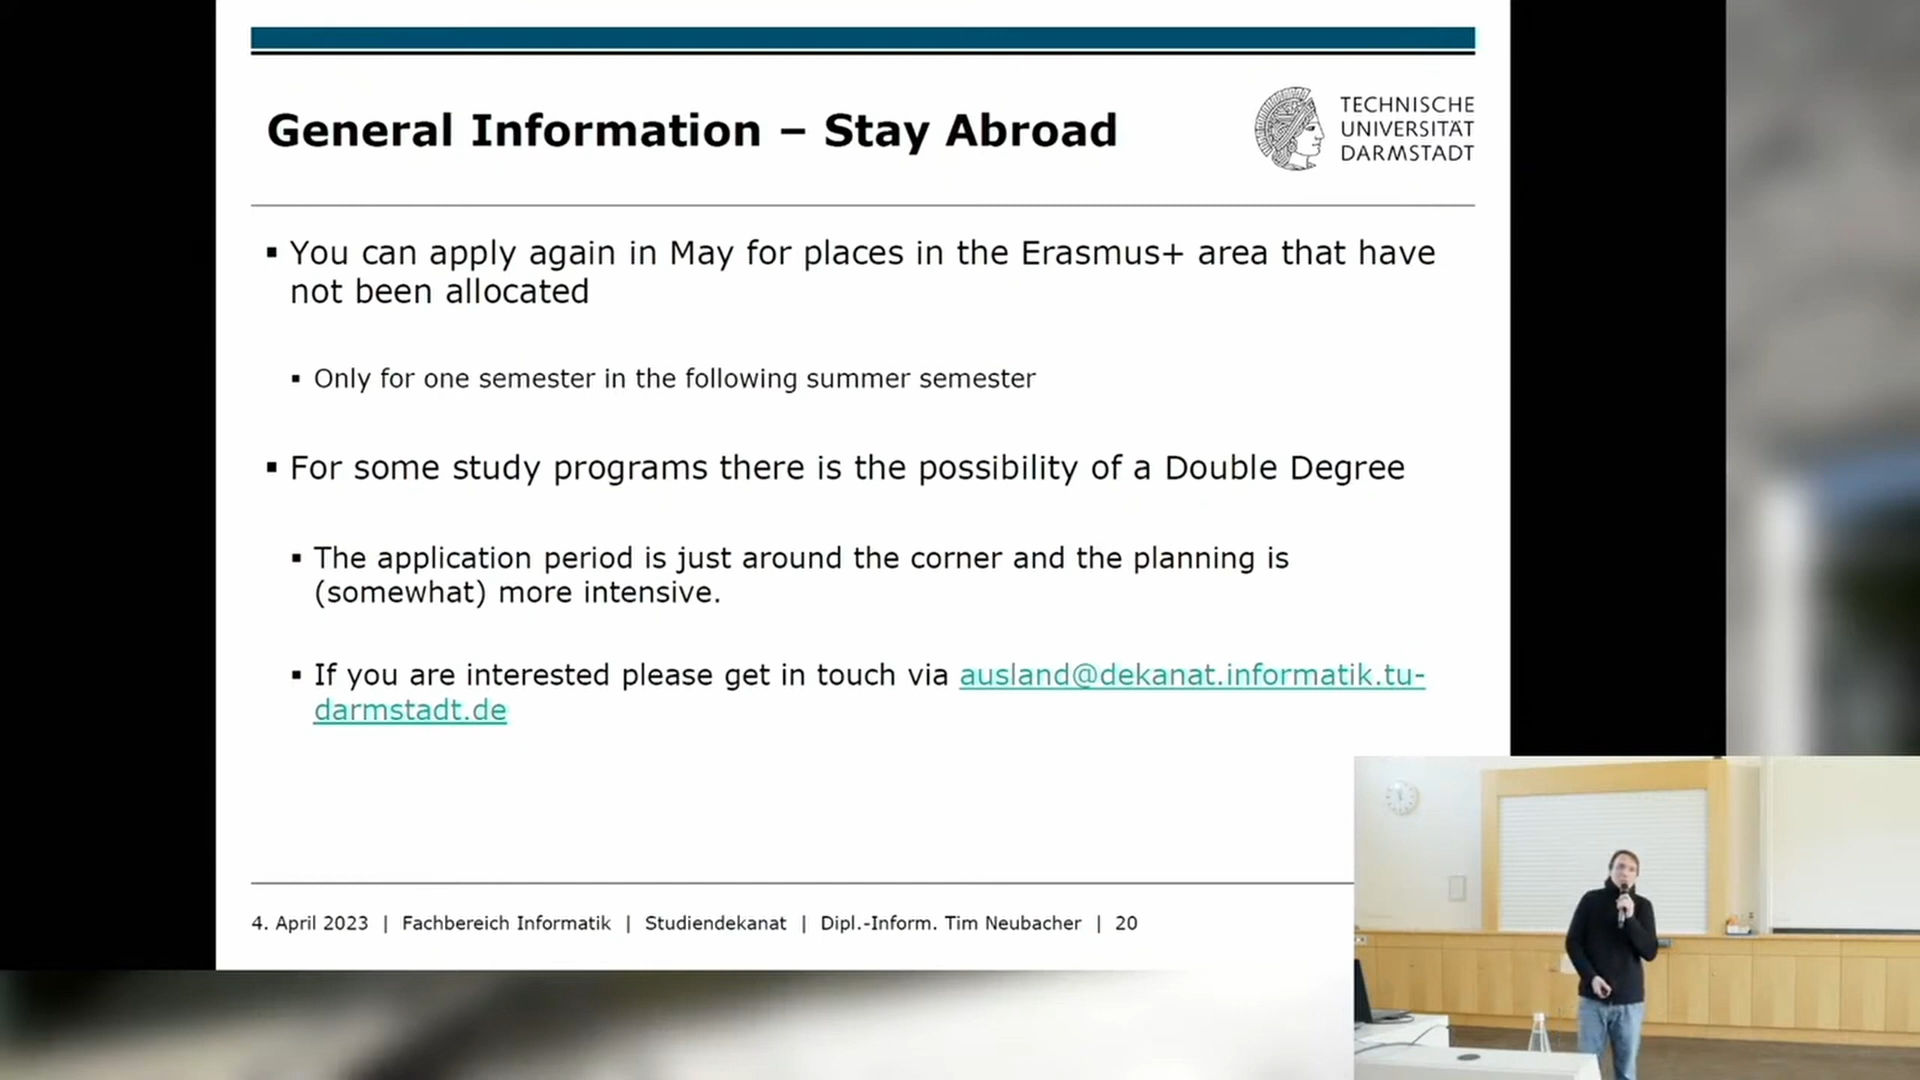 General Information – Stay Abroad
TECHNISCHE
UNIVERSITÄT
DARMSTADT
▪ You can apply again in May for places in the Erasmus+ area that have
not been allocated
▪ Only for one semester in the following summer semester
▪ For some study programs there is the possibility of a Double Degree
▪ The application period is just around the corner and the planning is
(somewhat) more intensive.
▪ If you are interested please get in touch via ausland@dekanat.informatik.tu-
darmstadt.de
4. April 2023 | Fachbereich Informatik | Studiendekanat | Dipl.-Inform. Tim Neubacher | 20